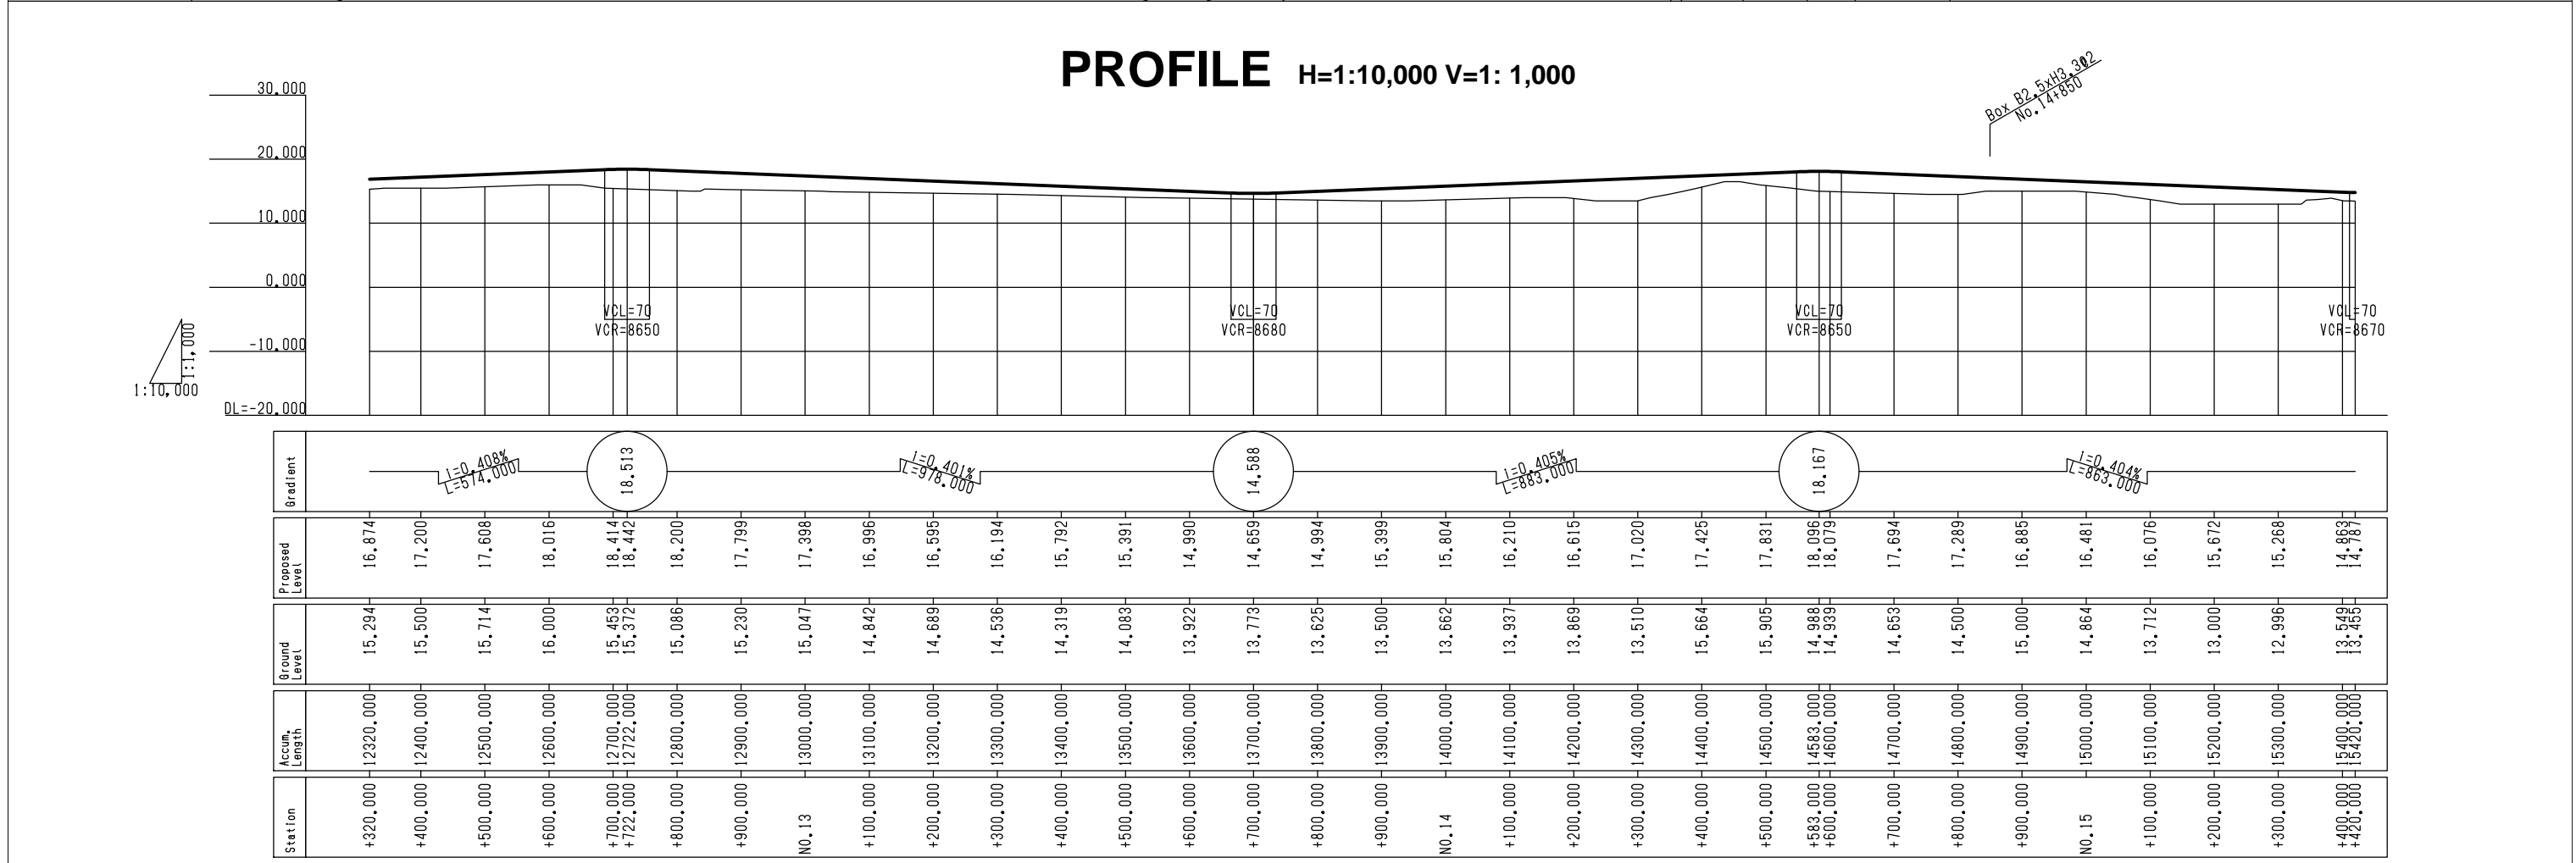 PROFILE H=1:10,000 V=1: 1,000
Box B2.5xH3.30x2
No.14+850
30.000
20.000
10.000
0.000
-10.000
DL=-20.000
1:1,000
1:10,000
VCL=70
VCR=8650
VCL=70
VCR=8680
VCL=70
VCR=8650
VCL=70
VCR=8670
Gradient
i=0.408%
L=574.000
18.513
i=0.401%
L=978.000
14.588
i=0.405%
L=883.000
18.167
i=0.404%
L=863.000
Proposed Level
16.874 17.200 17.608 18.016 18.414 18.442 18.200 17.799 17.398 16.996 16.595 16.194 15.792 15.391 14.990 14.659 14.994 15.399 15.804 16.210 16.615 17.020 17.425 17.831 18.096 18.079 17.694 17.289 16.885 16.481 16.076 15.672 15.268 14.863 14.787
Ground Level
15.294 15.500 15.714 16.000 15.453 15.372 15.086 15.230 15.047 14.842 14.689 14.536 14.319 14.083 13.922 13.773 13.625 13.500 13.662 13.937 13.869 13.510 15.664 15.905 14.988 14.939 14.653 14.500 15.000 14.864 13.712 13.000 12.996 13.549 13.455
Accum. Length
12320.000 12400.000 12500.000 12600.000 12700.000 12722.000 12800.000 12900.000 13000.000 13100.000 13200.000 13300.000 13400.000 13500.000 13600.000 13700.000 13800.000 13900.000 14000.000 14100.000 14200.000 14300.000 14400.000 14500.000 14583.000 14600.000 14700.000 14800.000 14900.000 15000.000 15100.000 15200.000 15300.000 15400.000 15420.000
Station
+320.000 +400.000 +500.000 +600.000 +700.000 +722.000 +800.000 +900.000 NO.13 +100.000 +200.000 +300.000 +400.000 +500.000 +600.000 +700.000 +800.000 +900.000 NO.14 +100.000 +200.000 +300.000 +400.000 +500.000 +583.000 +600.000 +700.000 +800.000 +900.000 NO.15 +100.000 +200.000 +300.000 +400.000 +420.000